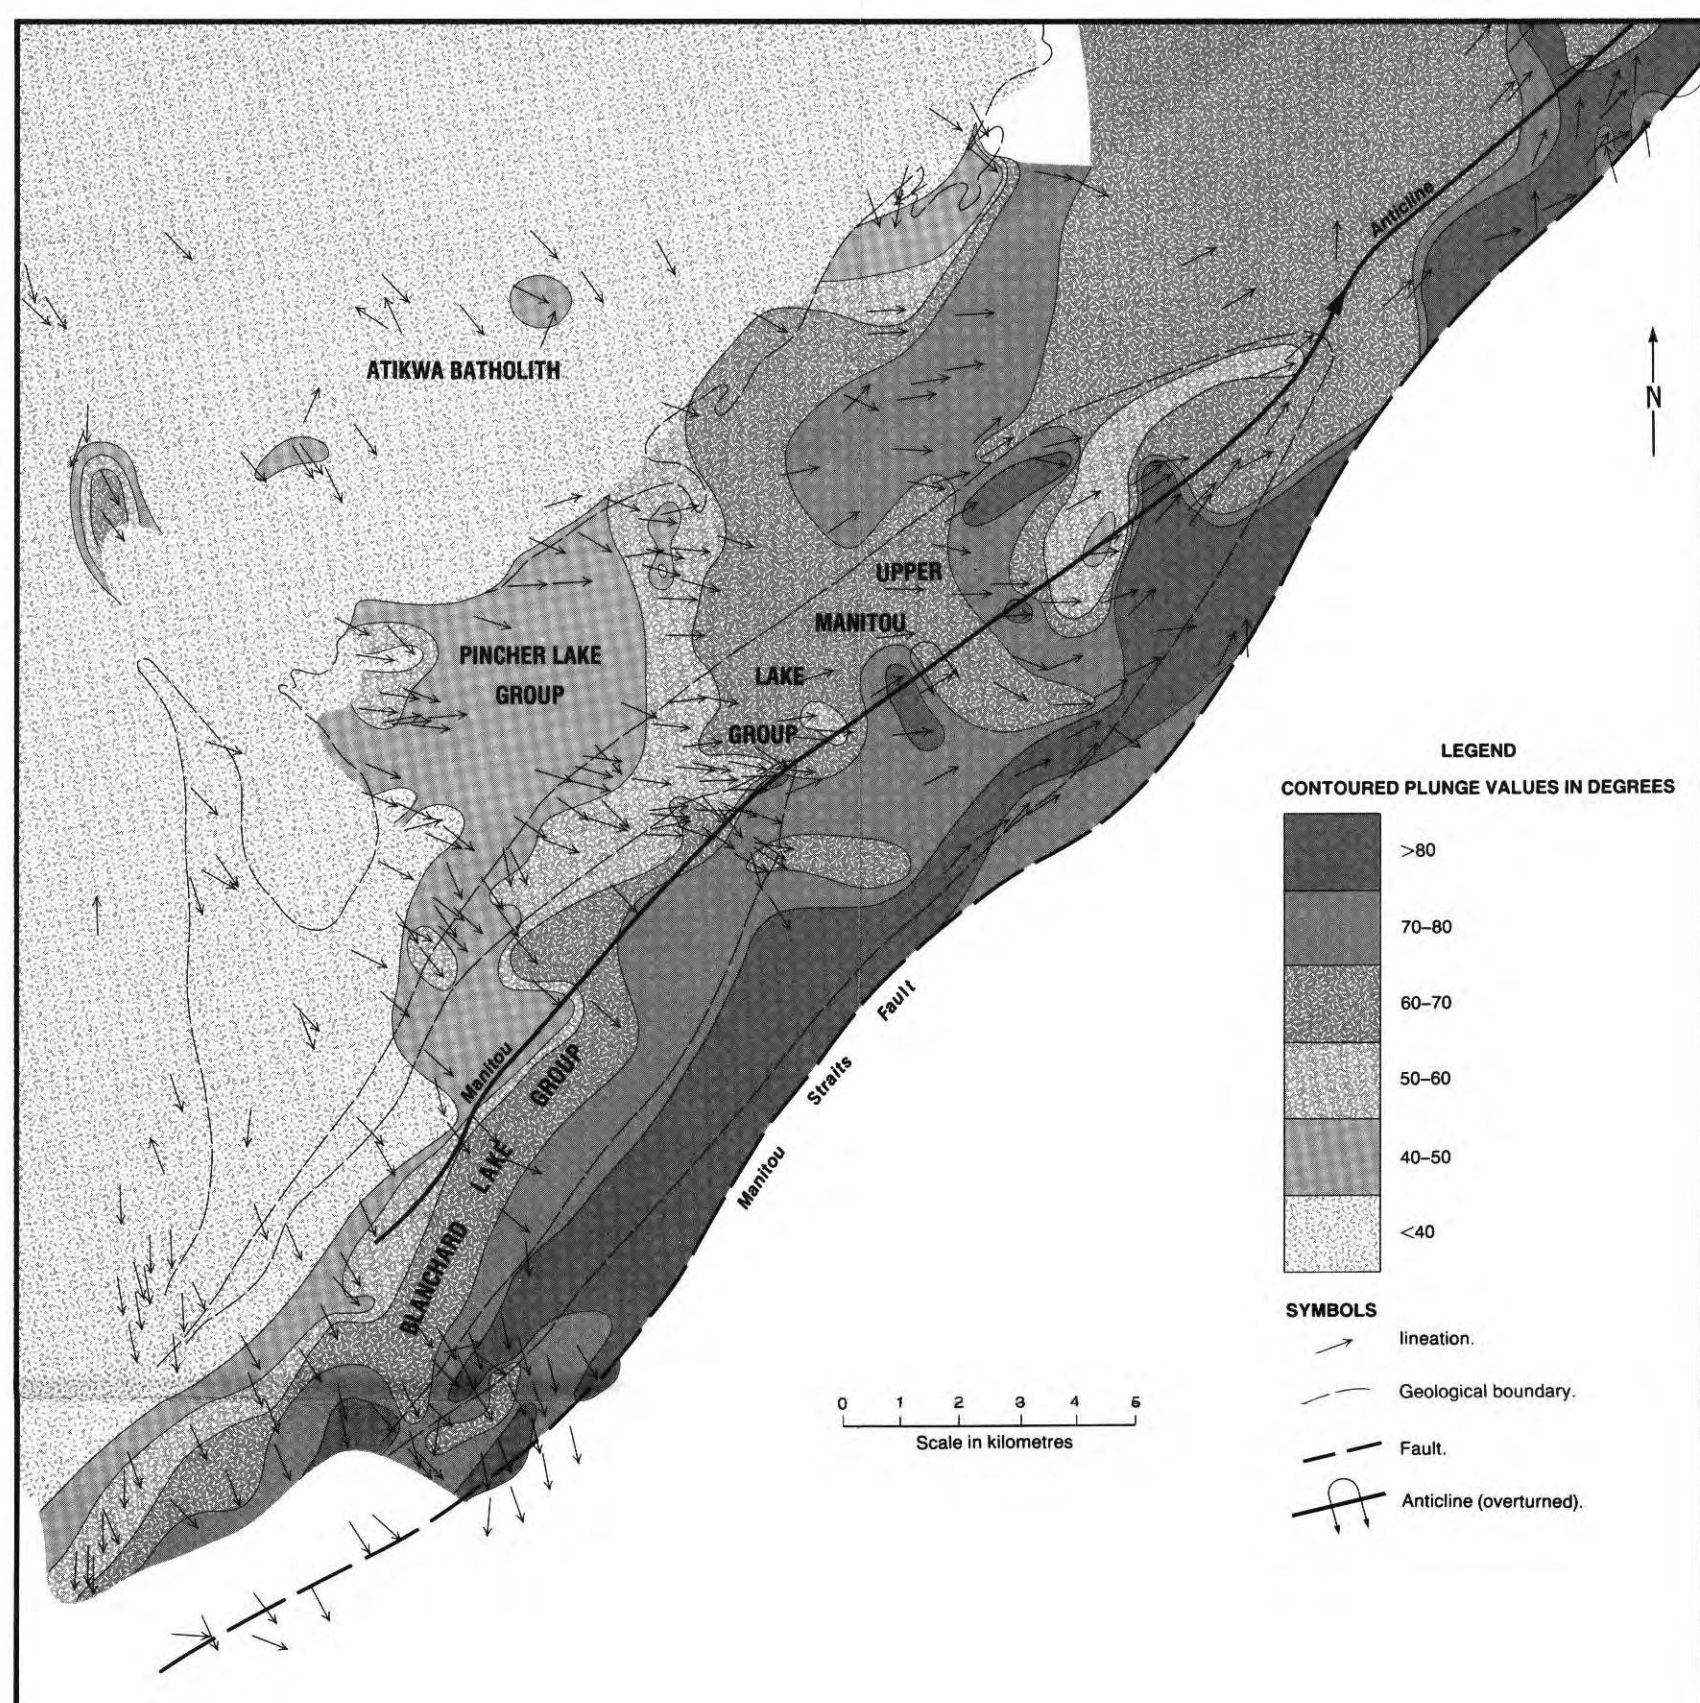 Anticline
N
ATIKWA BATHOLITH
UPPER
MANITOU
LAKE
GROUP
PINCHER LAKE
GROUP
Manitou
GROUP
LAKE
BLANCHARD
Fault
Straits
Manitou
LEGEND
CONTOURED PLUNGE VALUES IN DEGREES
>80
70–80
60–70
50–60
40–50
<40
SYMBOLS
lineation.
Geological boundary.
Fault.
Anticline (overturned).
0 1 2 3 4 5
Scale in kilometres